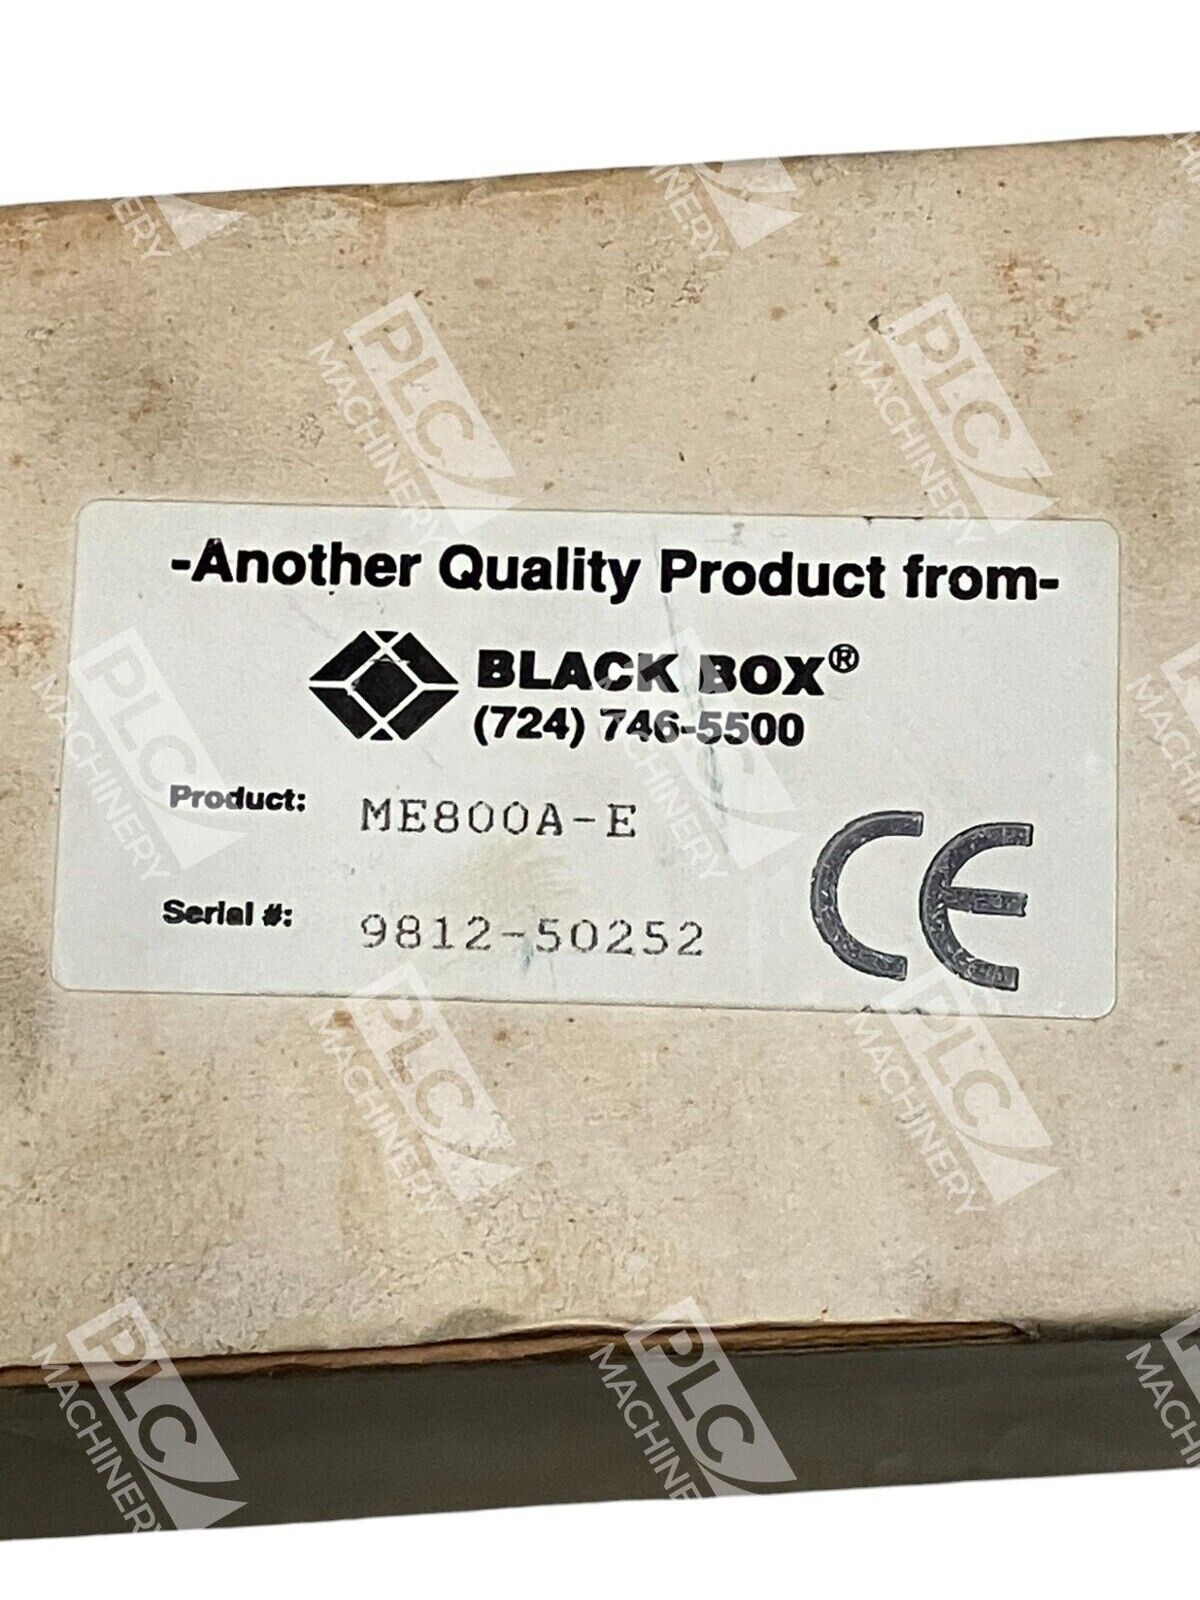 -Another Quality Product from-
BLACK BOX®
(724) 746-5500
Product: ME800A-E
Serial #: 9812-50252
CE
PLC
MACHINERY